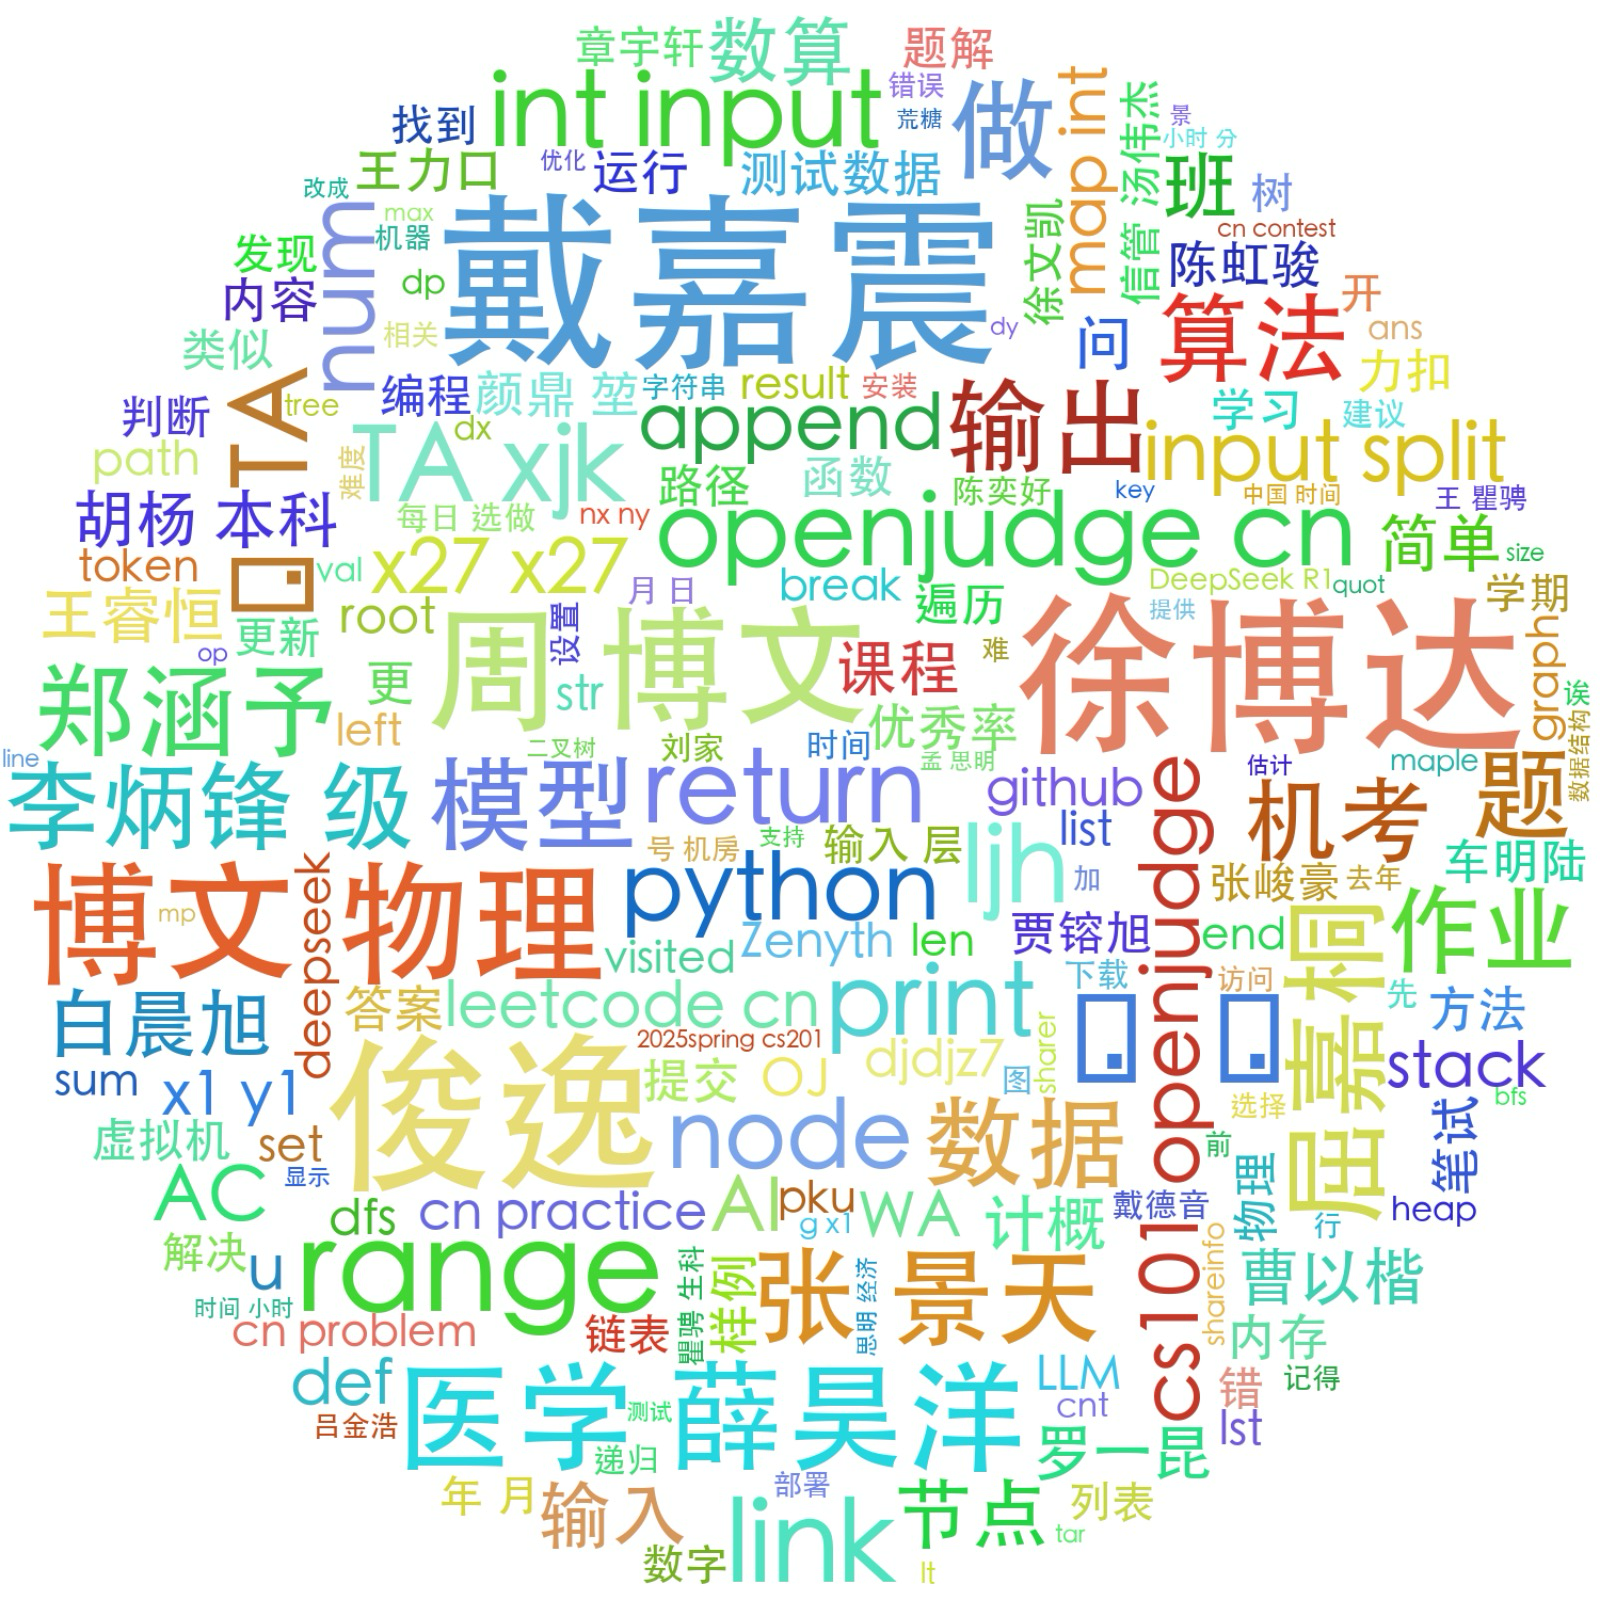 章宇轩
数算
题解
int input
错误
做
map int
找到
荒糖
汤伟杰
景
小时 分
王力口
优化
运行
测试数据
信管
班
树
改成
num
max
戴嘉震
徐文凯
cn contest
发现
机器
陈虹骏
内容
dp
dy
问
算法
开
类似
相关
ans
编程
颜鼎 堃
字符串
result
安装
力扣
判断
TA
tree
dx
append
输出
学习
建议
path
难度
TA xjk
路径
函数
input split
胡杨 本科
每日 选做
nx ny
陈奕好
key
中国 时间
王 瞿骋
openjudge cn
简单
size
token
val
x27 x27
月 日
break
DeepSeek R1
quot
学期
王睿恒
更新
root
设置
遍历
提供
graph
op
周 博文
课程
难
徐博达
郑涵予
更
str
诶
left
优秀率
数据结构
line
二叉树
刘家
时间
孟 思明
估计
maple
题
李炳锋 级
模型
return
github
openjudge
机考
list
号 机房
支持
输入 层
车明陆
deepseek
博文
mp
物理
python
ljh
加
张峻豪
去年
作业
visited
Zenyth
len
贾镕旭
end
屈嘉桐
白晨旭
答案
leetcode cn
print
下载
访问
先
方法
2025spring cs201
sharer
stack
sum
x1 y1
俊逸
提交
OJ
djdjz7
图
选择
bfs
虚拟机
set
node
数据
前
笔试
AC
显示
dfs
cn practice
AI
pku
g x1
WA
计概
戴德音
cs101
物理
行
heap
解决
u
range
瞿骋 生科
样例
张 景天
思明 经济
shareinfo
曹以楷
时间 小时
cn problem
链表
内存
def
医学
薛昊洋
LLM
错
记得
吕金浩
测试
cnt
lst
递归
罗一昆
年 月
输入
部署
节点
列表
数字
link
tar
lt